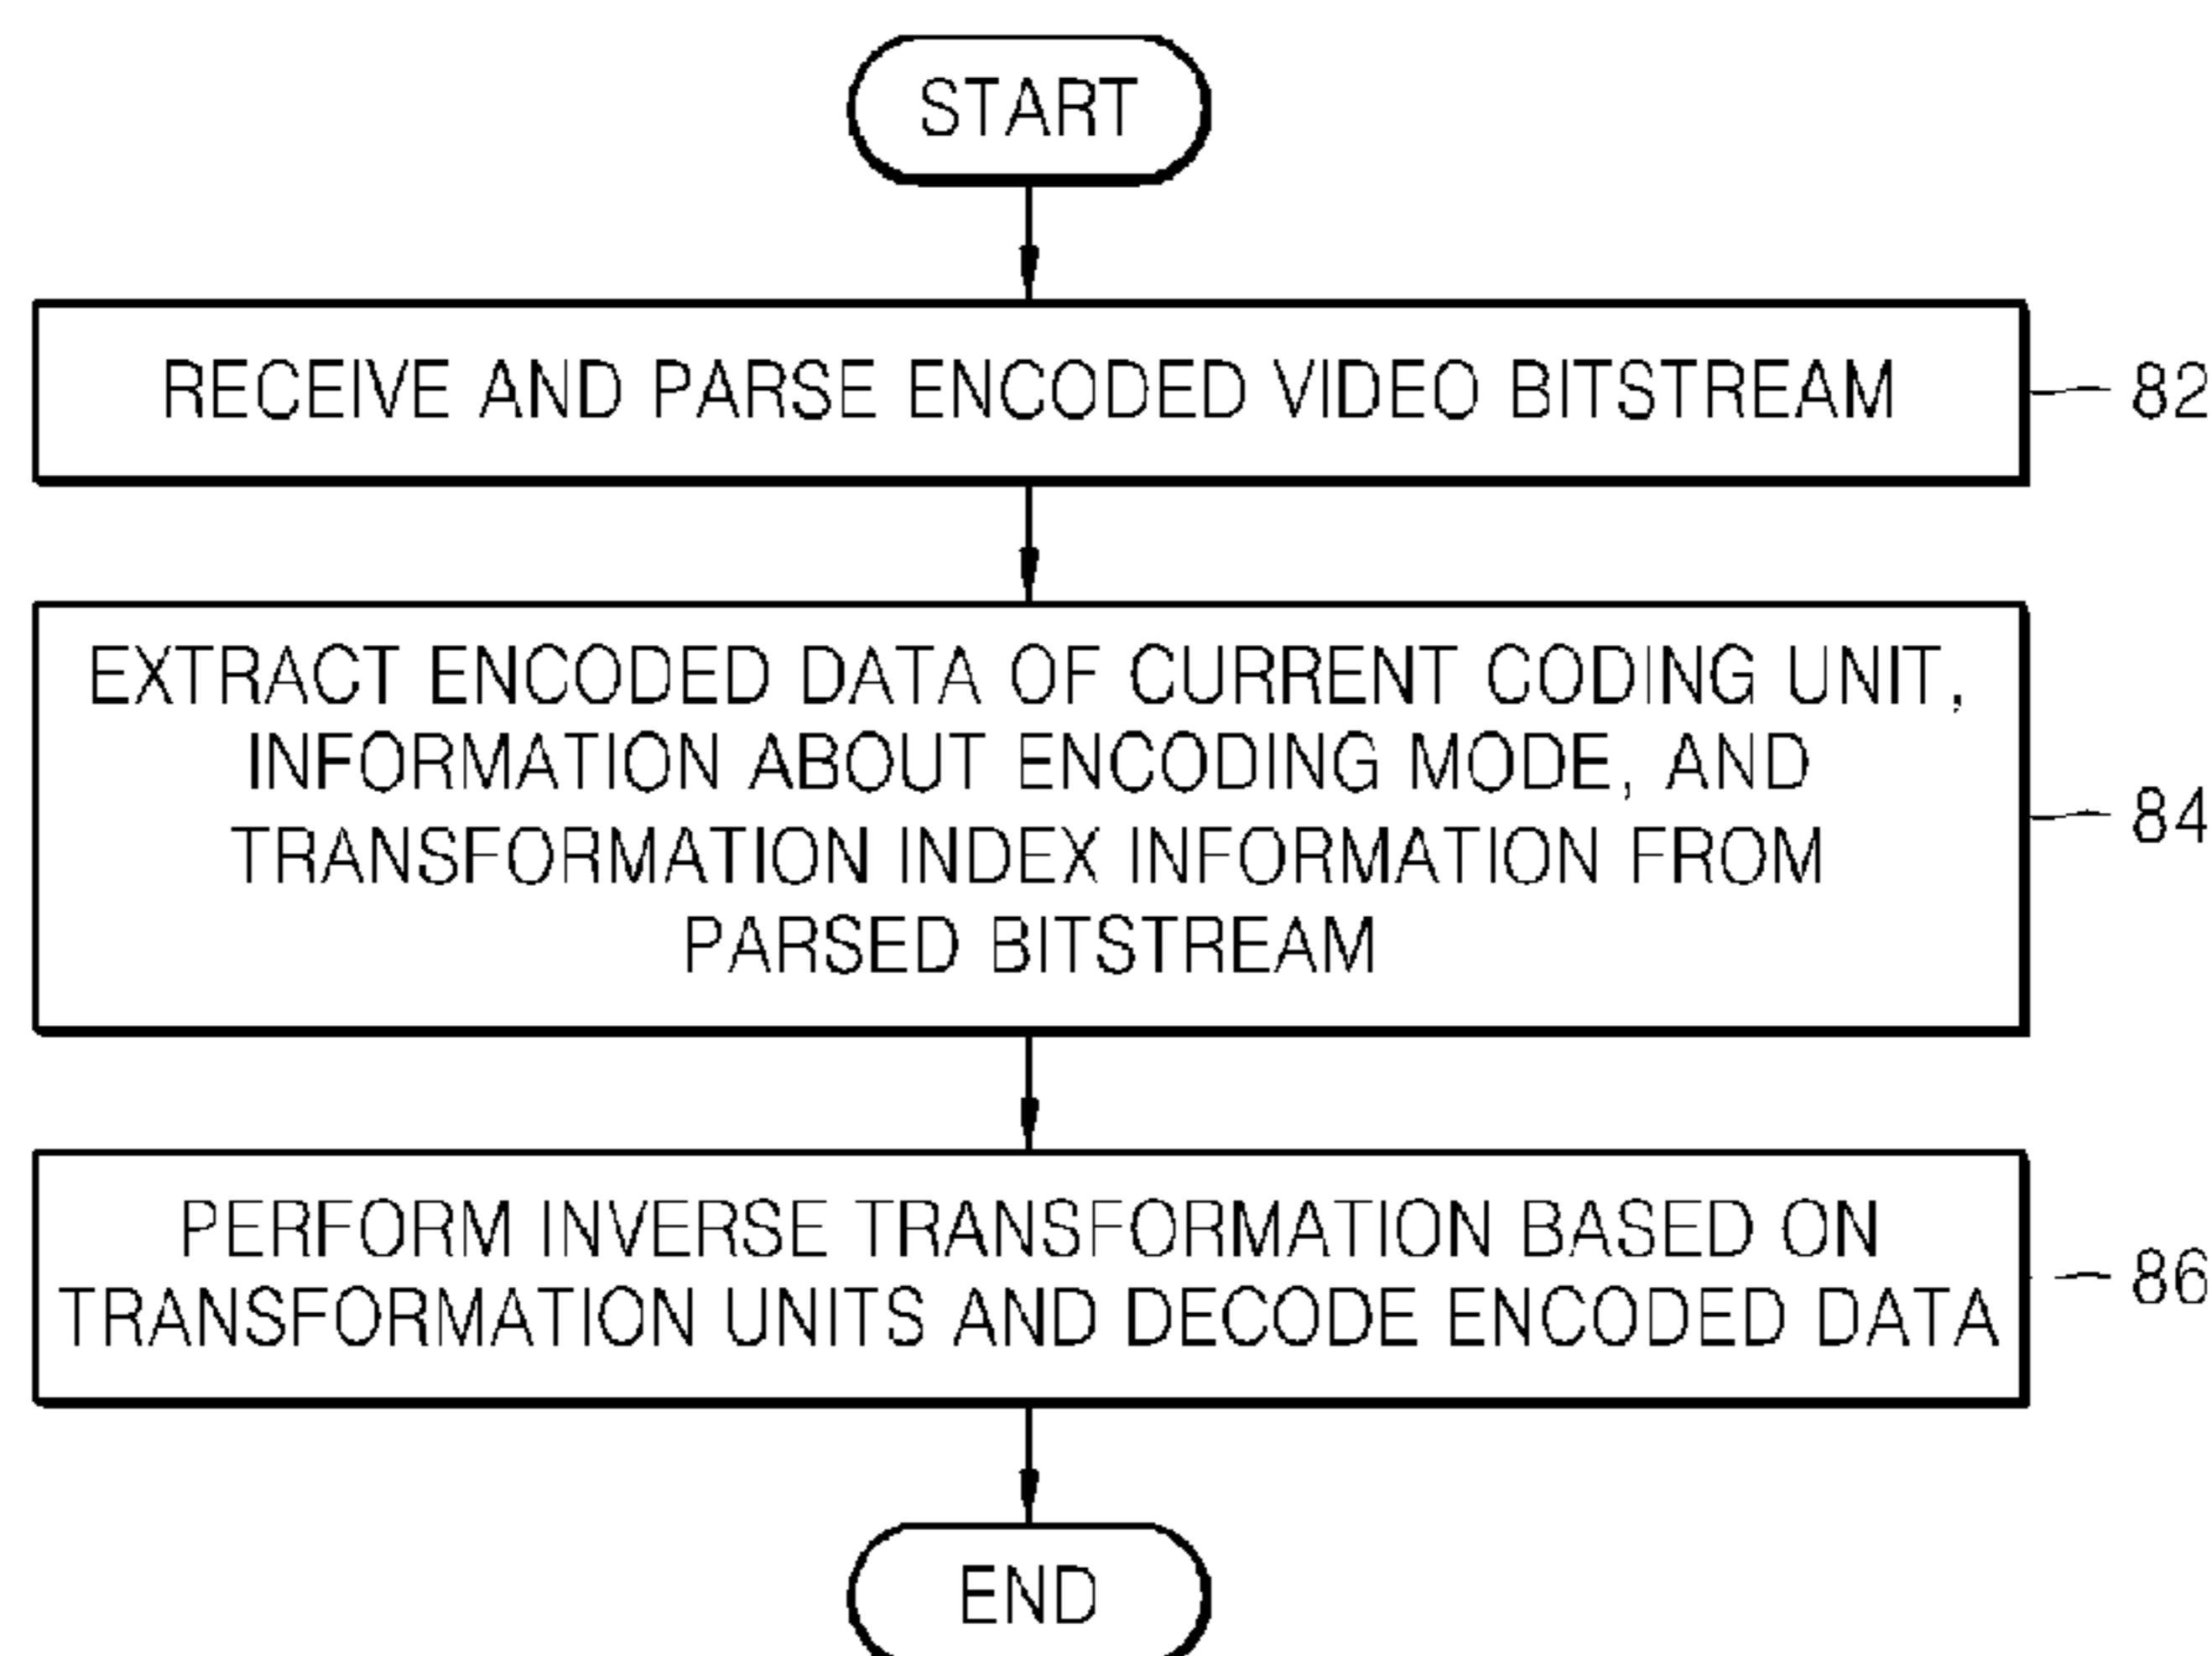 START
RECEIVE AND PARSE ENCODED VIDEO BITSTREAM
82
EXTRACT ENCODED DATA OF CURRENT CODING UNIT,
INFORMATION ABOUT ENCODING MODE, AND
TRANSFORMATION INDEX INFORMATION FROM
PARSED BITSTREAM
84
PERFORM INVERSE TRANSFORMATION BASED ON
TRANSFORMATION UNITS AND DECODE ENCODED DATA
86
END